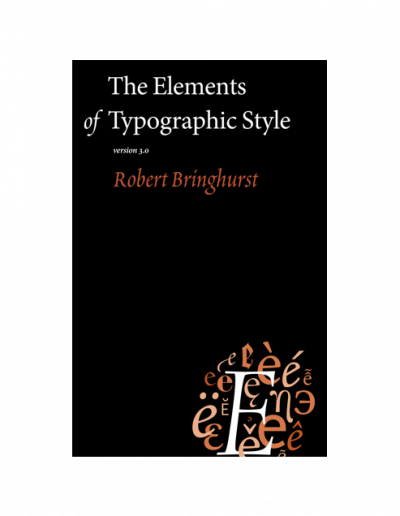 The Elements
of Typographic Style
version 3.0
Robert Bringhurst